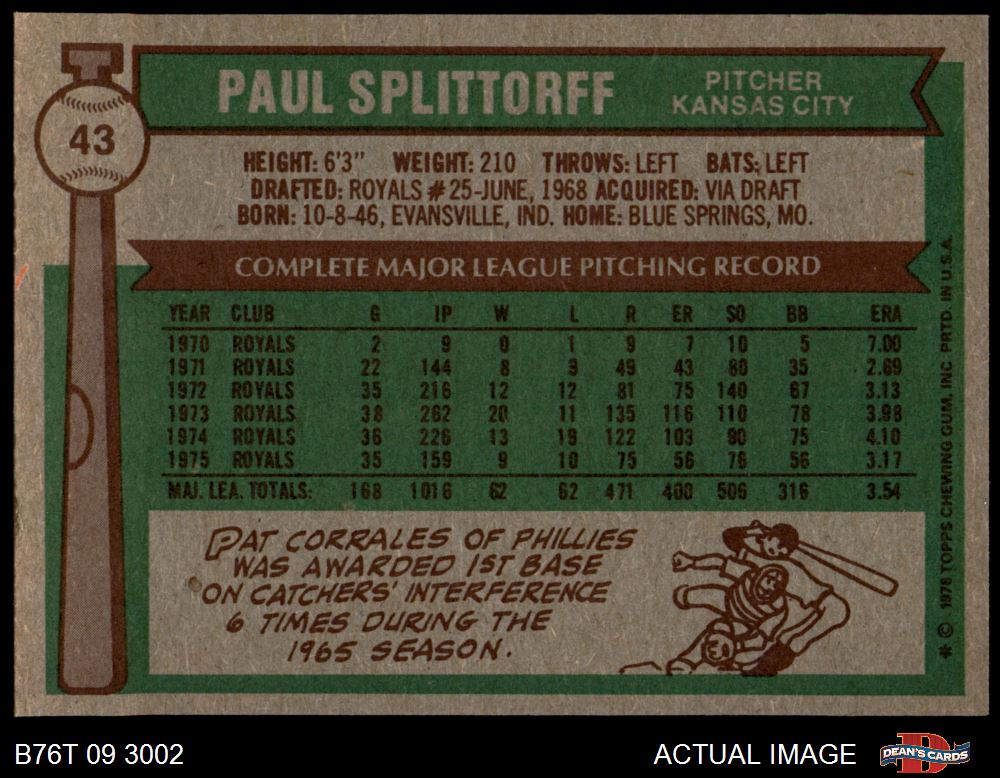 PAUL SPLITTORFF
PITCHER
KANSAS CITY
43
HEIGHT: 6'3" WEIGHT: 210 THROWS: LEFT BATS: LEFT
DRAFTED: ROYALS #25-JUNE, 1968 ACQUIRED: VIA DRAFT
BORN: 10-8-46, EVANSVILLE, IND. HOME: BLUE SPRINGS, MO.
COMPLETE MAJOR LEAGUE PITCHING RECORD
YEAR CLUB G IP W L R ER SO BB ERA
1970 ROYALS 2 9 0 1 9 7 10 5 7.00
1971 ROYALS 22 144 8 9 49 43 80 35 2.69
1972 ROYALS 35 216 12 12 81 75 140 67 3.13
1973 ROYALS 38 262 20 11 135 116 110 78 3.98
1974 ROYALS 36 226 13 19 122 103 90 75 4.10
1975 ROYALS 35 159 9 10 75 56 76 56 3.17
MAJ. LEA. TOTALS: 168 1016 62 62 471 400 506 316 3.54
PAT CORRALES OF PHILLIES
WAS AWARDED 1ST BASE
ON CATCHERS' INTERFERENCE
6 TIMES DURING THE
1965 SEASON.
* © 1976 TOPPS CHEWING GUM, INC PRTD. IN U.S.A.
B76T 09 3002
ACTUAL IMAGE
DEAN'S CARDS